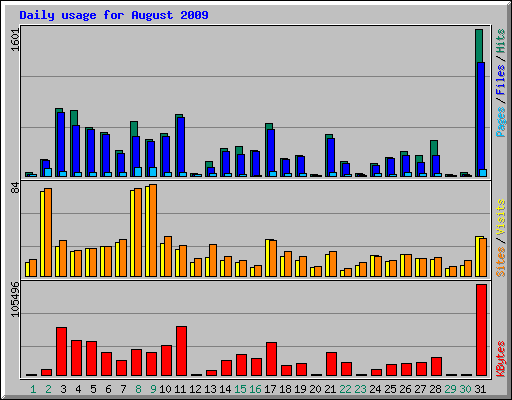 Daily usage for August 2009
1601
Pages / Files / Hits
84
Sites / Visits
105496
KBytes
1 2 3 4 5 6 7 8 9 10 11 12 13 14 15 16 17 18 19 20 21 22 23 24 25 26 27 28 29 30 31